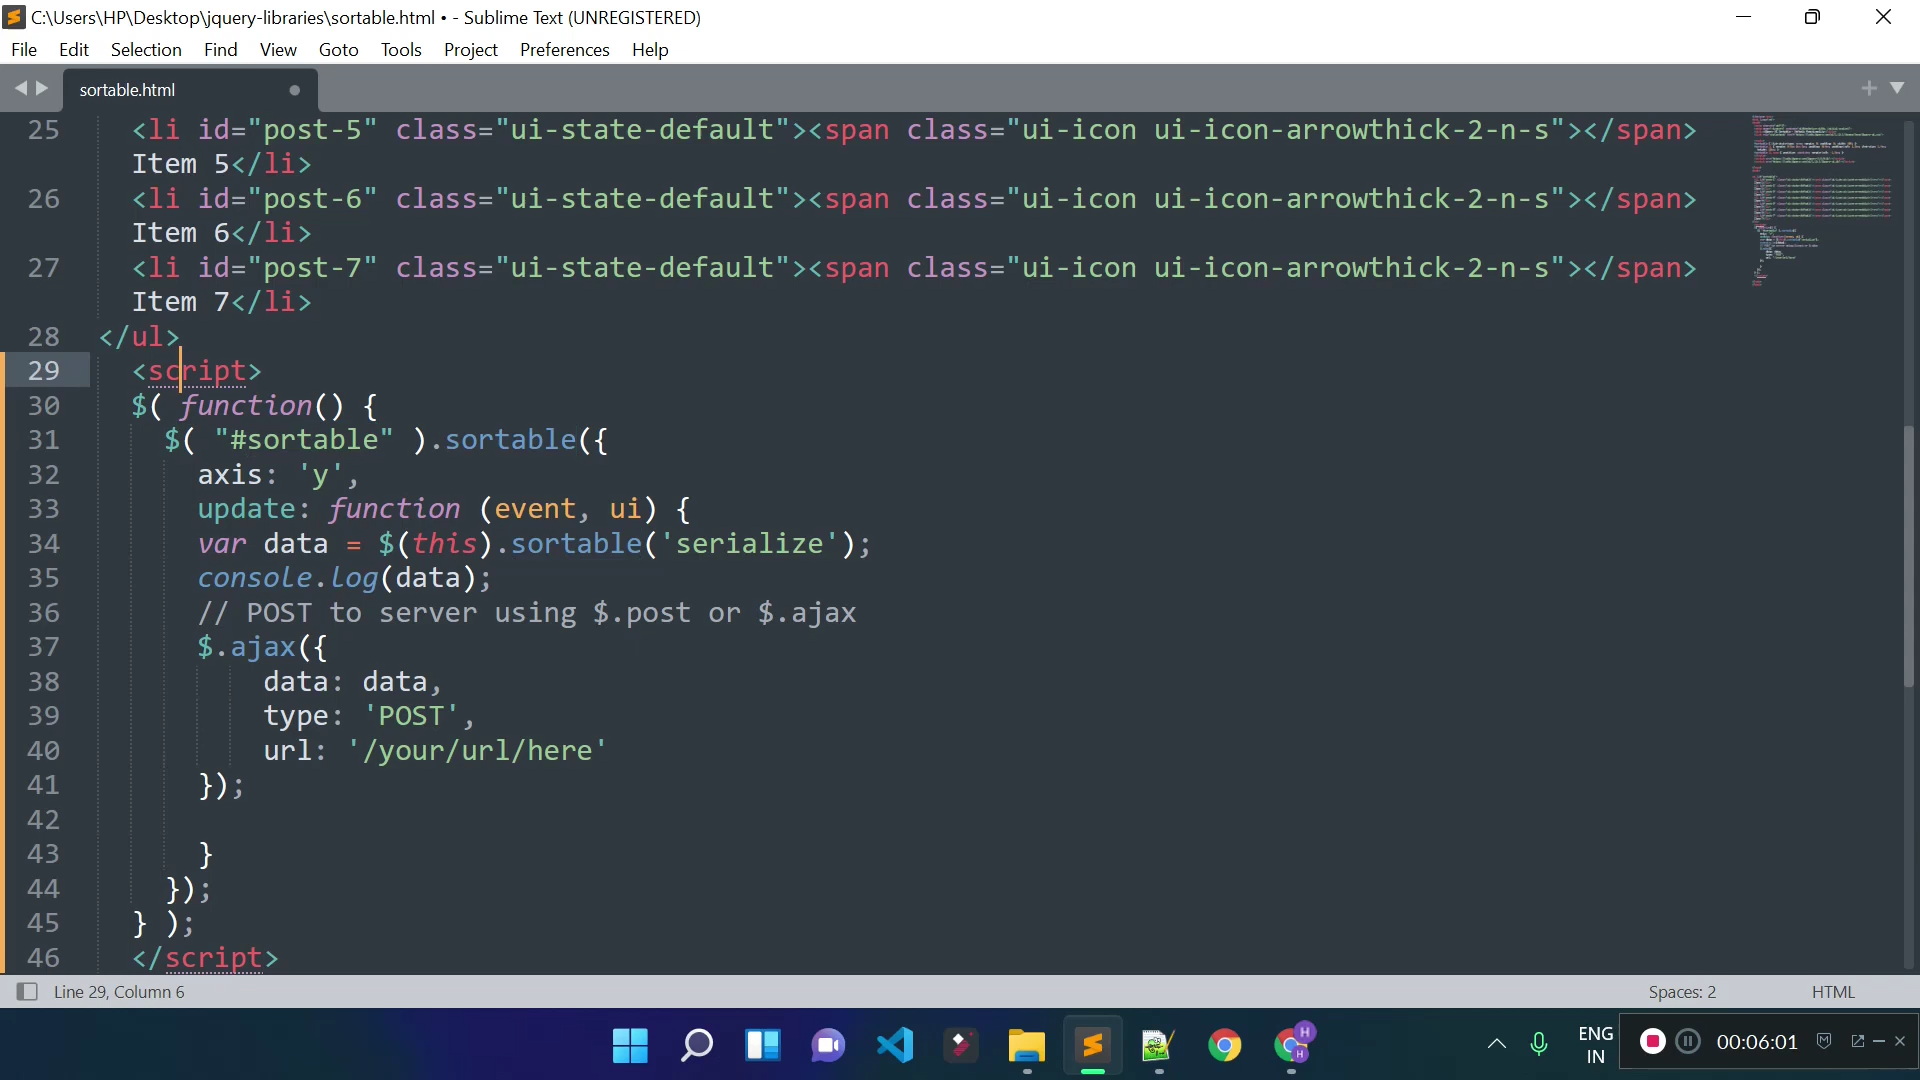 C:\Users\HP\Desktop\jquery-libraries\sortable.html • - Sublime Text (UNREGISTERED)
File Edit Selection Find View Goto Tools Project Preferences Help
sortable.html
25 <li id="post-5" class="ui-state-default"><span class="ui-icon ui-icon-arrowthick-2-n-s"></span>
Item 5</li>
26 <li id="post-6" class="ui-state-default"><span class="ui-icon ui-icon-arrowthick-2-n-s"></span>
Item 6</li>
27 <li id="post-7" class="ui-state-default"><span class="ui-icon ui-icon-arrowthick-2-n-s"></span>
Item 7</li>
28 </ul>
29 <script>
30 $( function() {
31 $( "#sortable" ).sortable({
32 axis: 'y',
33 update: function (event, ui) {
34 var data = $(this).sortable('serialize');
35 console.log(data);
36 // POST to server using $.post or $.ajax
37 $.ajax({
38 data: data,
39 type: 'POST',
40 url: '/your/url/here'
41 });
42
43 }
44 });
45 } );
46 </script>
Line 29, Column 6 Spaces: 2 HTML
ENG
IN
00:06:01
H
H